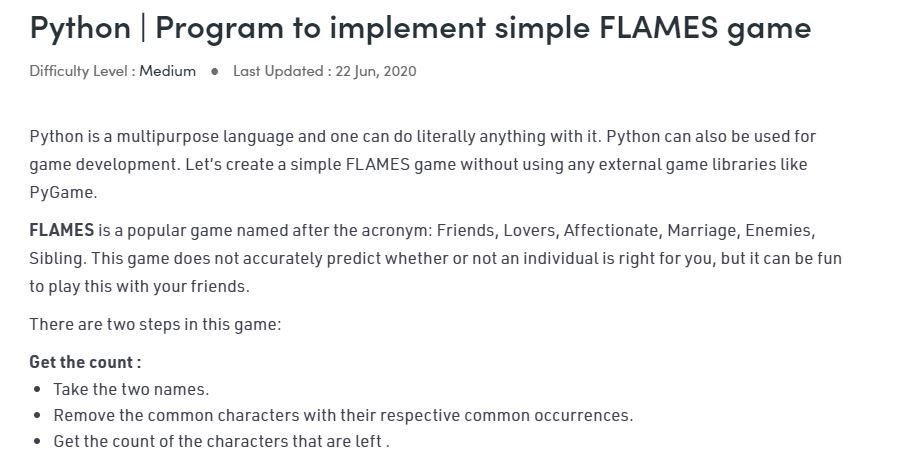 Python | Program to implement simple FLAMES game
Difficulty Level : Medium ● Last Updated : 22 Jun, 2020
Python is a multipurpose language and one can do literally anything with it. Python can also be used for
game development. Let's create a simple FLAMES game without using any external game libraries like
PyGame.
FLAMES is a popular game named after the acronym: Friends, Lovers, Affectionate, Marriage, Enemies,
Sibling. This game does not accurately predict whether or not an individual is right for you, but it can be fun
to play this with your friends.
There are two steps in this game:
Get the count :
• Take the two names.
• Remove the common characters with their respective common occurrences.
• Get the count of the characters that are left .